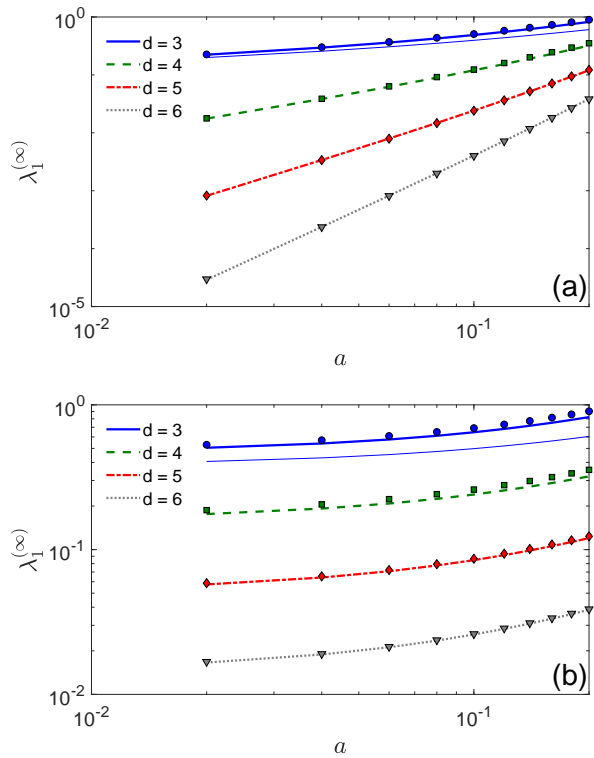 10^0
d = 3
d = 4
d = 5
d = 6
λ_1^(∞)
10^-5
10^-2
10^-1
a
(a)
10^0
d = 3
d = 4
d = 5
d = 6
λ_1^(∞)
10^-1
10^-2
10^-2
10^-1
a
(b)